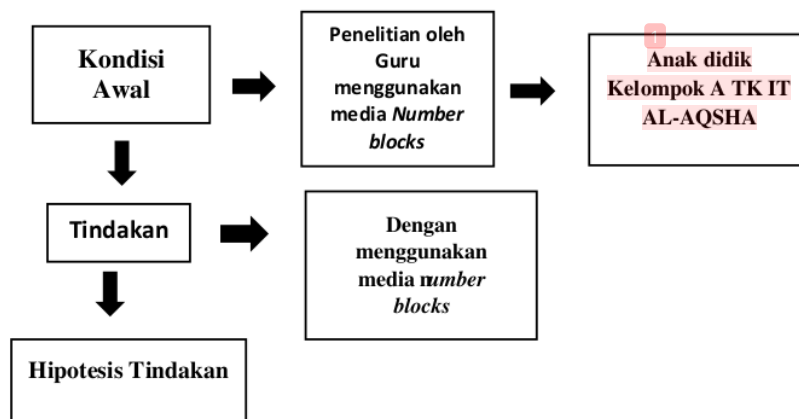 Kondisi
Awal
Penelitian oleh
Guru
menggunakan
media Number
blocks
1
Anak didik
Kelompok A TK IT
AL-AQSHA
Tindakan
Dengan
menggunakan
media number
blocks
Hipotesis Tindakan